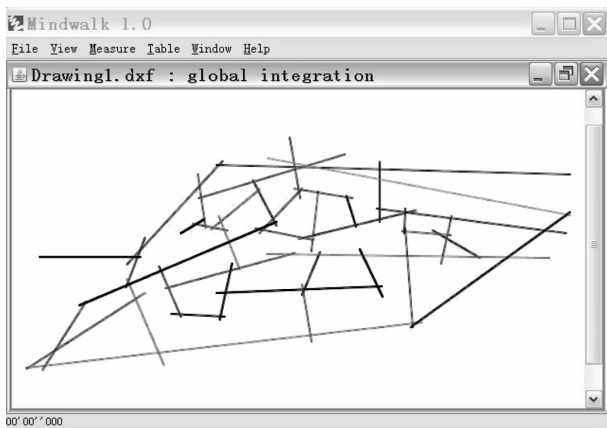 Mindwalk 1.0
File View Measure Table Window Help
Drawing1.dxf : global integration
00'00''000